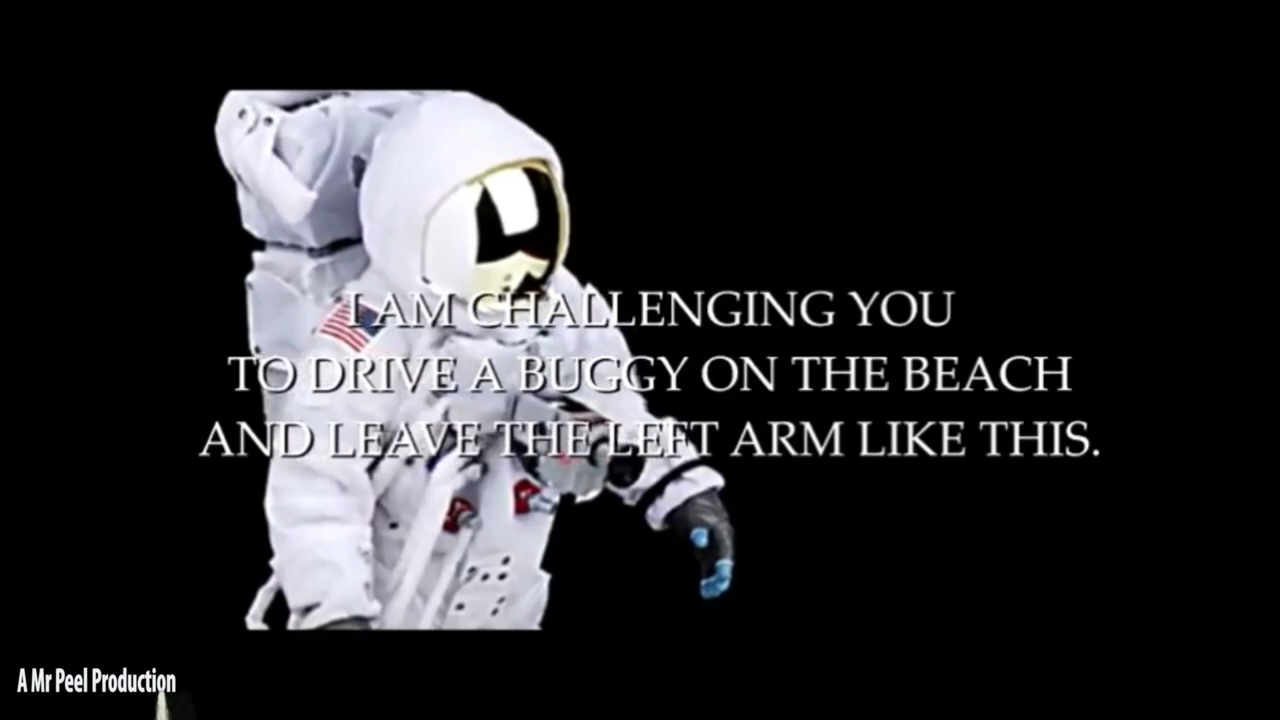 I AM CHALLENGING YOU
TO DRIVE A BUGGY ON THE BEACH
AND LEAVE THE LEFT ARM LIKE THIS.
A Mr Peel Production